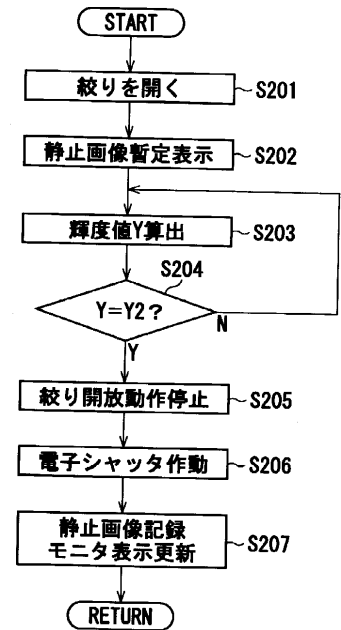 START
絞りを開く
S201
静止画像暫定表示
S202
輝度値Y算出
S203
S204
Y=Y2?
N
Y
絞り開放動作停止
S205
電子シャッタ作動
S206
静止画像記録
モニタ表示更新
S207
RETURN